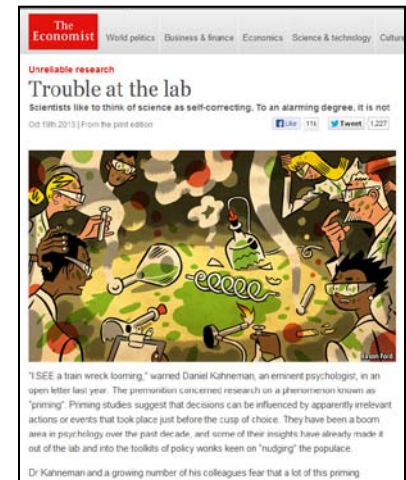 The
Economist
World politics Business & finance Economics Science & technology Culture
Unreliable research
Trouble at the lab
Scientists like to think of science as self-correcting. To an alarming degree, it is not
Oct 19th 2013 | From the print edition
Like 11k Tweet 1,227
Jason Ford
"I SEE a train wreck looming," warned Daniel Kahneman, an eminent psychologist, in an
open letter last year. The premonition concerned research on a phenomenon known as
"priming". Priming studies suggest that decisions can be influenced by apparently irrelevant
actions or events that took place just before the cusp of choice. They have been a boom
area in psychology over the past decade, and some of their insights have already made it
out of the lab and into the toolkits of policy wonks keen on "nudging" the populace.
Dr Kahneman and a growing number of his colleagues fear that a lot of this priming